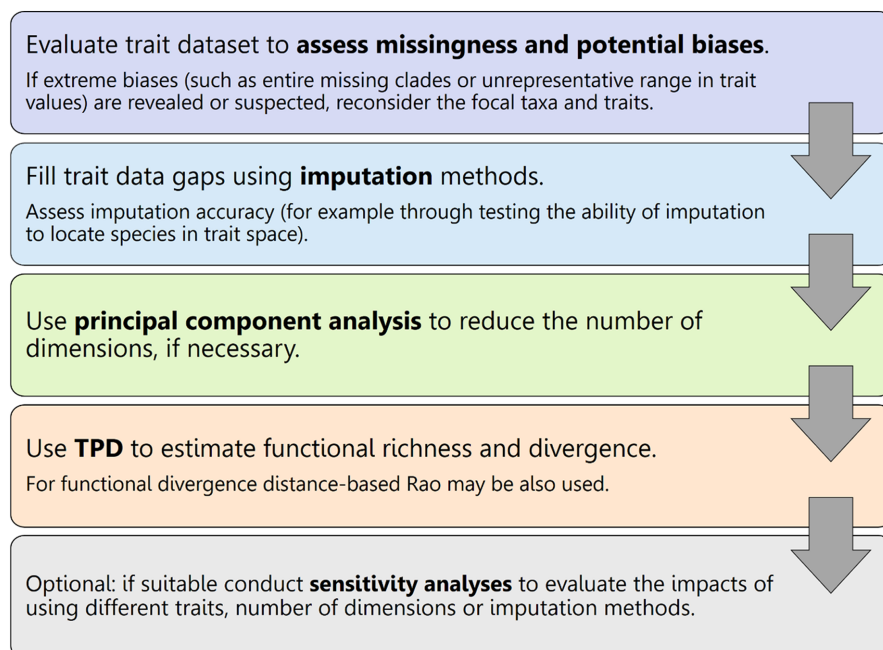 Evaluate trait dataset to assess missingness and potential biases.
If extreme biases (such as entire missing clades or unrepresentative range in trait
values) are revealed or suspected, reconsider the focal taxa and traits.
Fill trait data gaps using imputation methods.
Assess imputation accuracy (for example through testing the ability of imputation
to locate species in trait space).
Use principal component analysis to reduce the number of
dimensions, if necessary.
Use TPD to estimate functional richness and divergence.
For functional divergence distance-based Rao may be also used.
Optional: if suitable conduct sensitivity analyses to evaluate the impacts of
using different traits, number of dimensions or imputation methods.